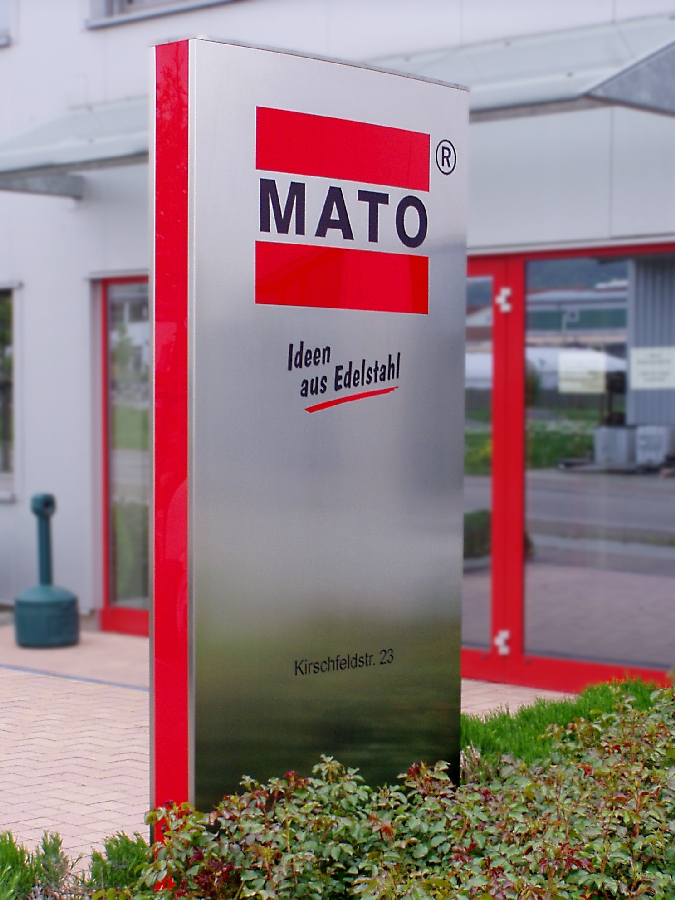 ®
MATO
Ideen
aus Edelstahl
Kirschfeldstr. 23